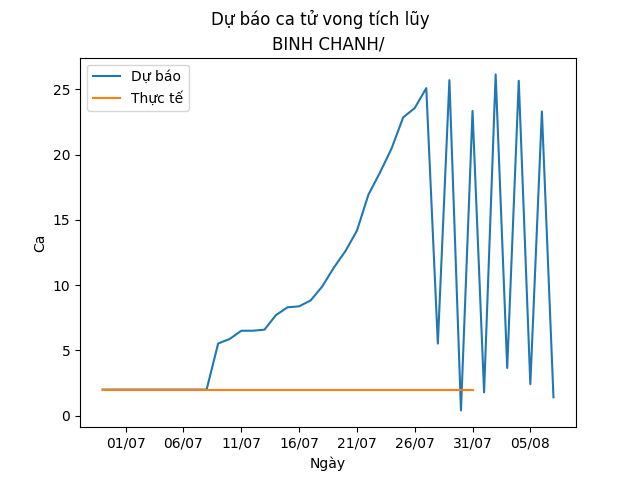 Dự báo ca tử vong tích lũy
BINH CHANH/
Dự báo
Thực tế
25
20
15
10
5
0
Ca
01/07 06/07 11/07 16/07 21/07 26/07 31/07 05/08
Ngày